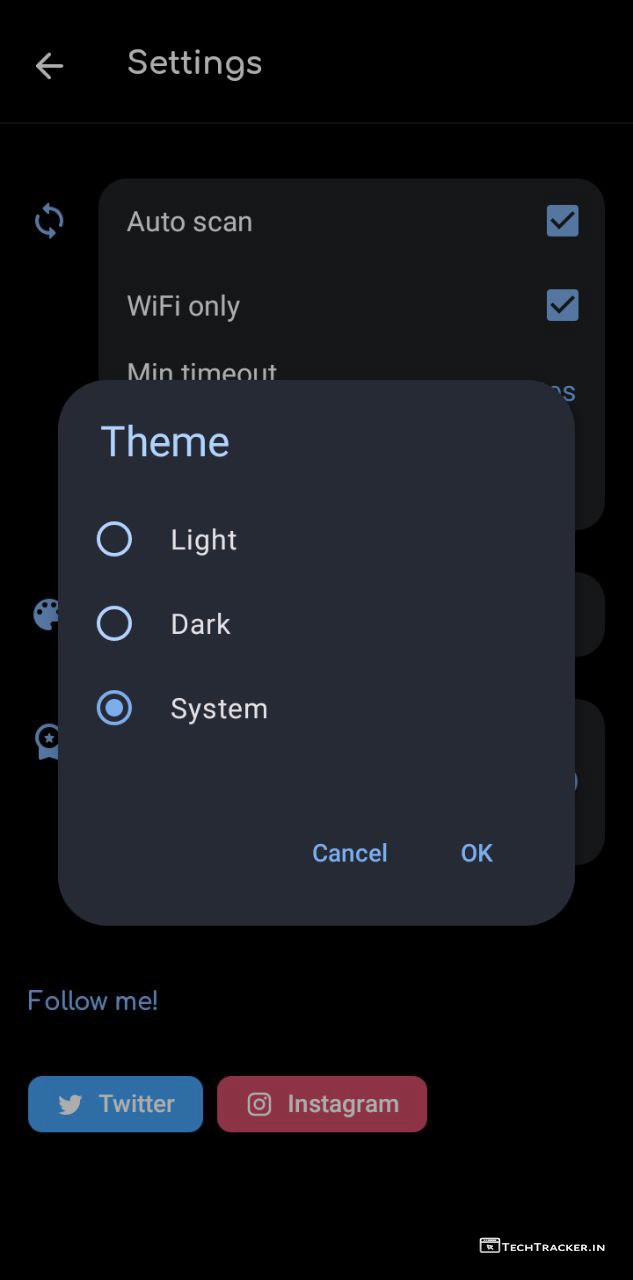 Settings
Auto scan
WiFi only
Min timeout
Theme
Light
Dark
System
Cancel OK
Follow me!
Twitter Instagram
TECHTRACKER.IN